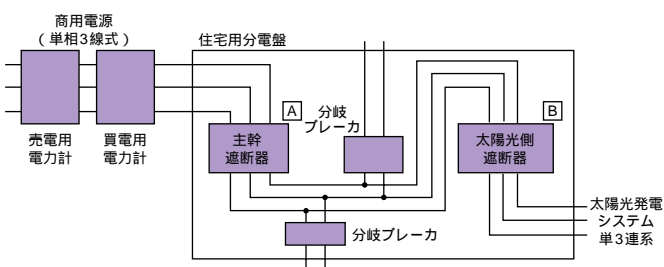 商用電源
（単相3線式）
住宅用分電盤
売電用
電力計
買電用
電力計
A
主幹
遮断器
分岐
ブレーカ
B
太陽光側
遮断器
分岐ブレーカ
太陽光発電
システム
単3連系